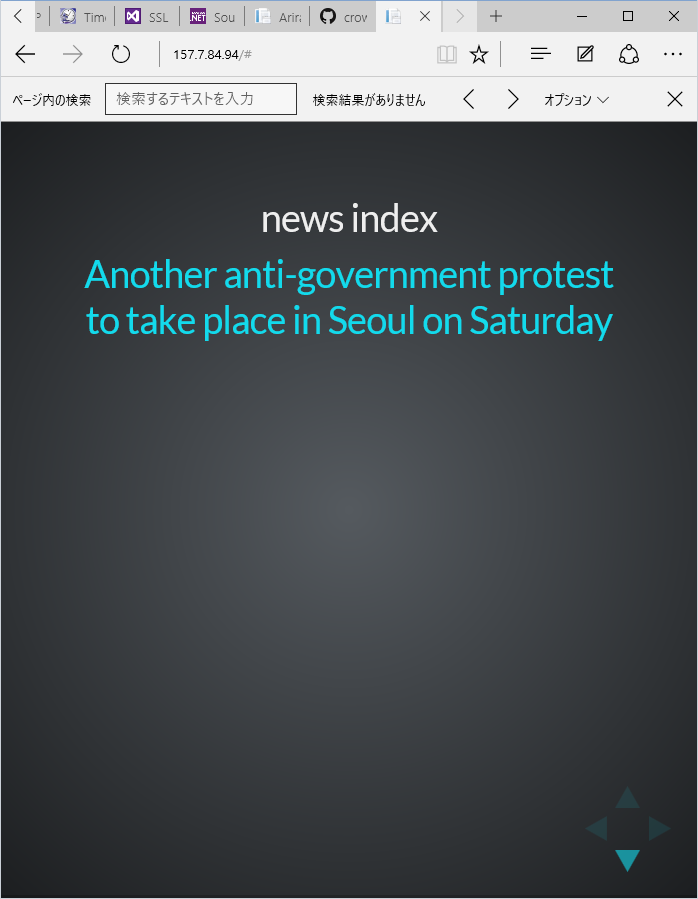 Time
SSL
Sou
Arira
crow
157.7.84.94/#
ページ内の検索
検索するテキストを入力
検索結果がありません
オプション
news index
Another anti-government protest
to take place in Seoul on Saturday